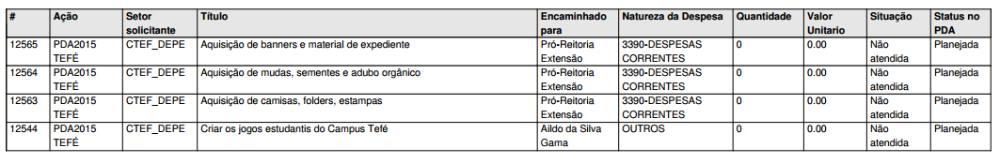 # Ação Setor solicitante Título Encaminhado para Natureza da Despesa Quantidade Valor Unitario Situação Status no PDA
12565 PDA2015 TEFÉ CTEF_DEPE Aquisição de banners e material de expediente Pró-Reitoria Extensão 3390-DESPESAS CORRENTES 0 0.00 Não atendida Planejada
12564 PDA2015 TEFÉ CTEF_DEPE Aquisição de mudas, sementes e adubo orgânico Pró-Reitoria Extensão 3390-DESPESAS CORRENTES 0 0.00 Não atendida Planejada
12563 PDA2015 TEFÉ CTEF_DEPE Aquisição de camisas, folders, estampas Pró-Reitoria Extensão 3390-DESPESAS CORRENTES 0 0.00 Não atendida Planejada
12544 PDA2015 TEFÉ CTEF_DEPE Criar os jogos estudantis do Campus Tefé Aildo da Silva Gama OUTROS 0 0.00 Não atendida Planejada